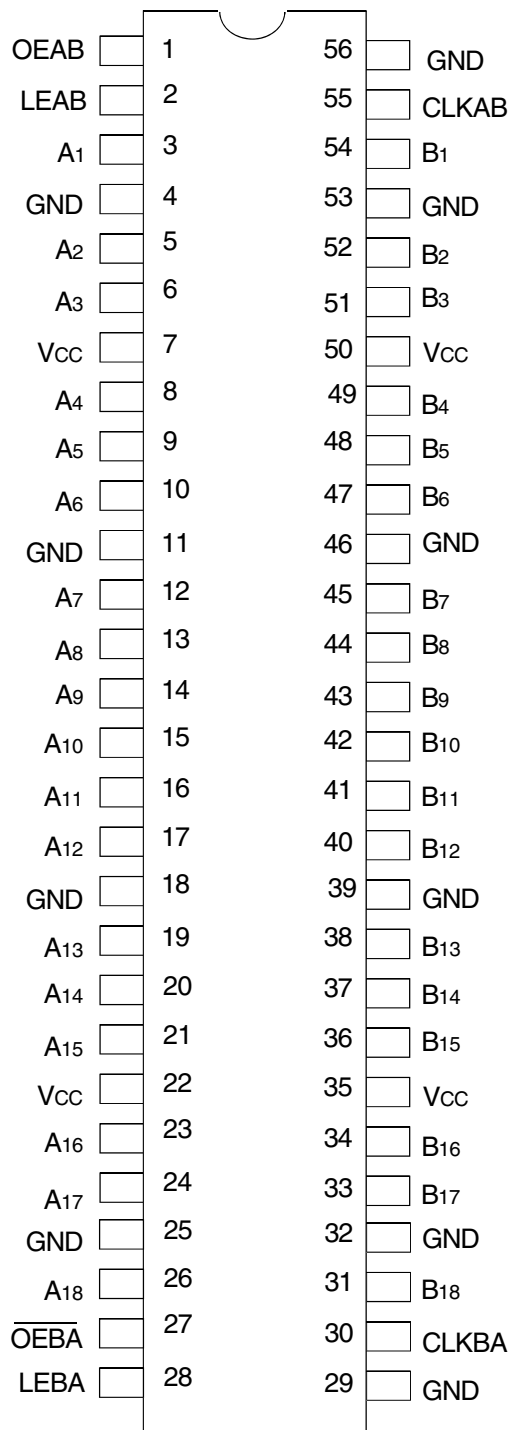 OEAB 1 56 GND
LEAB 2 55 CLKAB
A1 3 54 B1
GND 4 53 GND
A2 5 52 B2
A3 6 51 B3
VCC 7 50 VCC
A4 8 49 B4
A5 9 48 B5
A6 10 47 B6
GND 11 46 GND
A7 12 45 B7
A8 13 44 B8
A9 14 43 B9
A10 15 42 B10
A11 16 41 B11
A12 17 40 B12
GND 18 39 GND
A13 19 38 B13
A14 20 37 B14
A15 21 36 B15
VCC 22 35 VCC
A16 23 34 B16
A17 24 33 B17
GND 25 32 GND
A18 26 31 B18
O̅E̅B̅A̅ 27 30 CLKBA
LEBA 28 29 GND